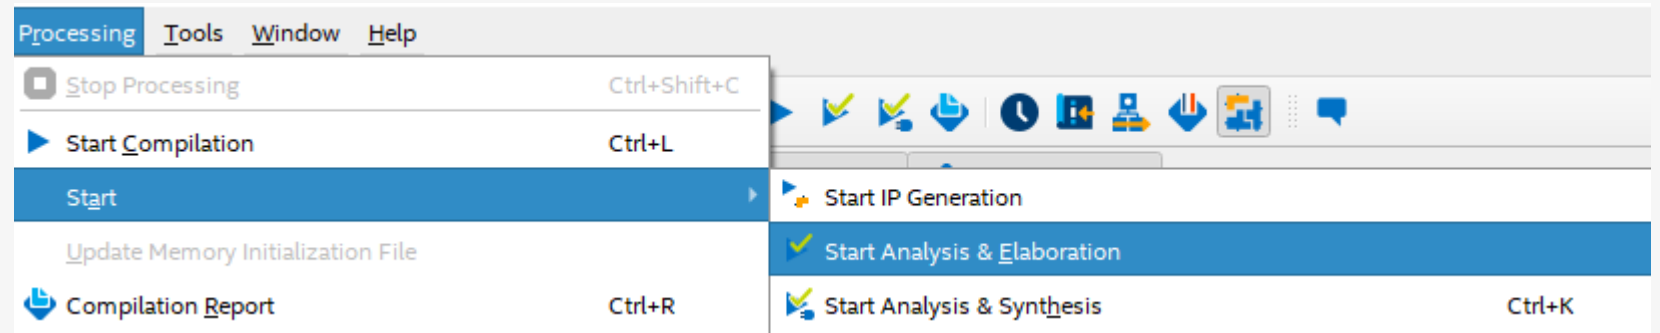 Processing Tools Window Help
Stop Processing Ctrl+Shift+C
Start Compilation Ctrl+L
Start
Start IP Generation
Update Memory Initialization File
Start Analysis & Elaboration
Compilation Report Ctrl+R
Start Analysis & Synthesis Ctrl+K